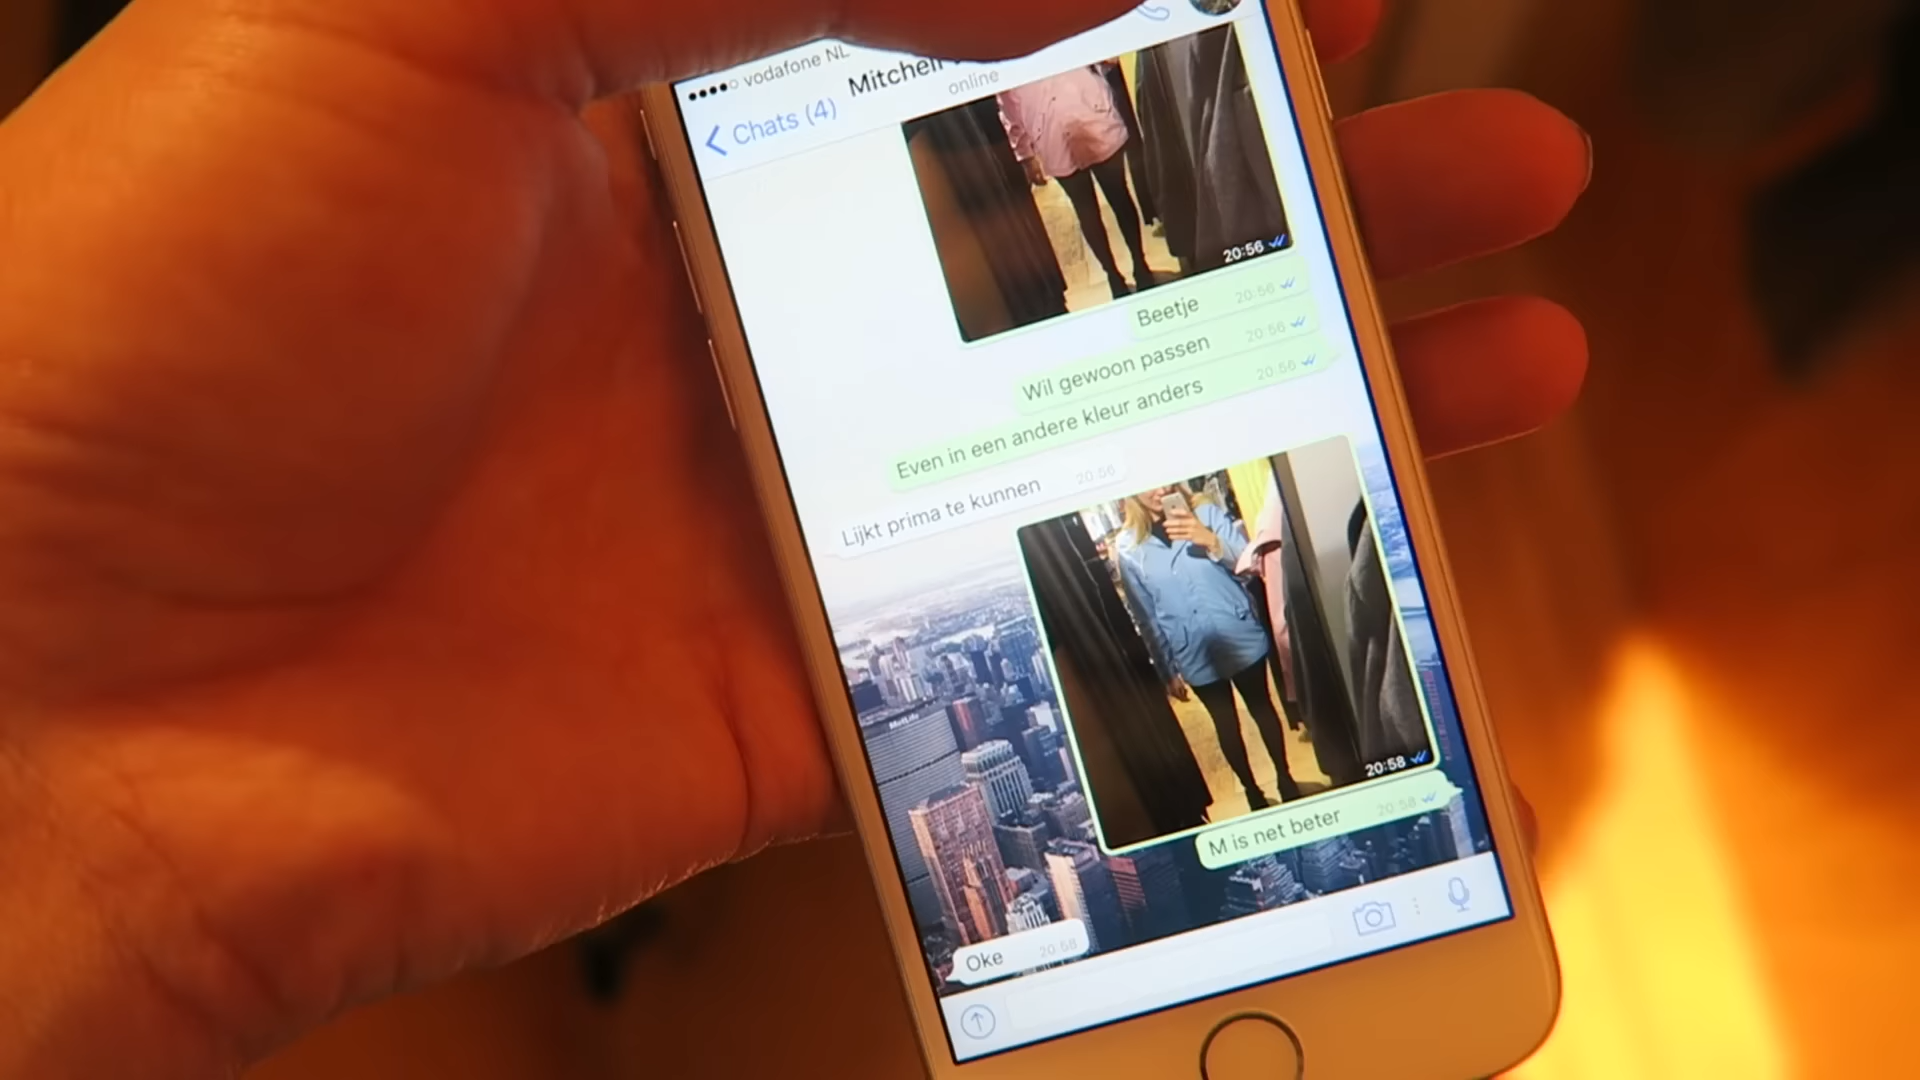 vodafone NL
Chats (4)
Mitchell
online
20:56
Beetje 20:56
Wil gewoon passen 20:56
Even in een andere kleur anders 20:56
Lijkt prima te kunnen 20:56
MetLife
20:58
M is net beter 20:58
Oke 20:58